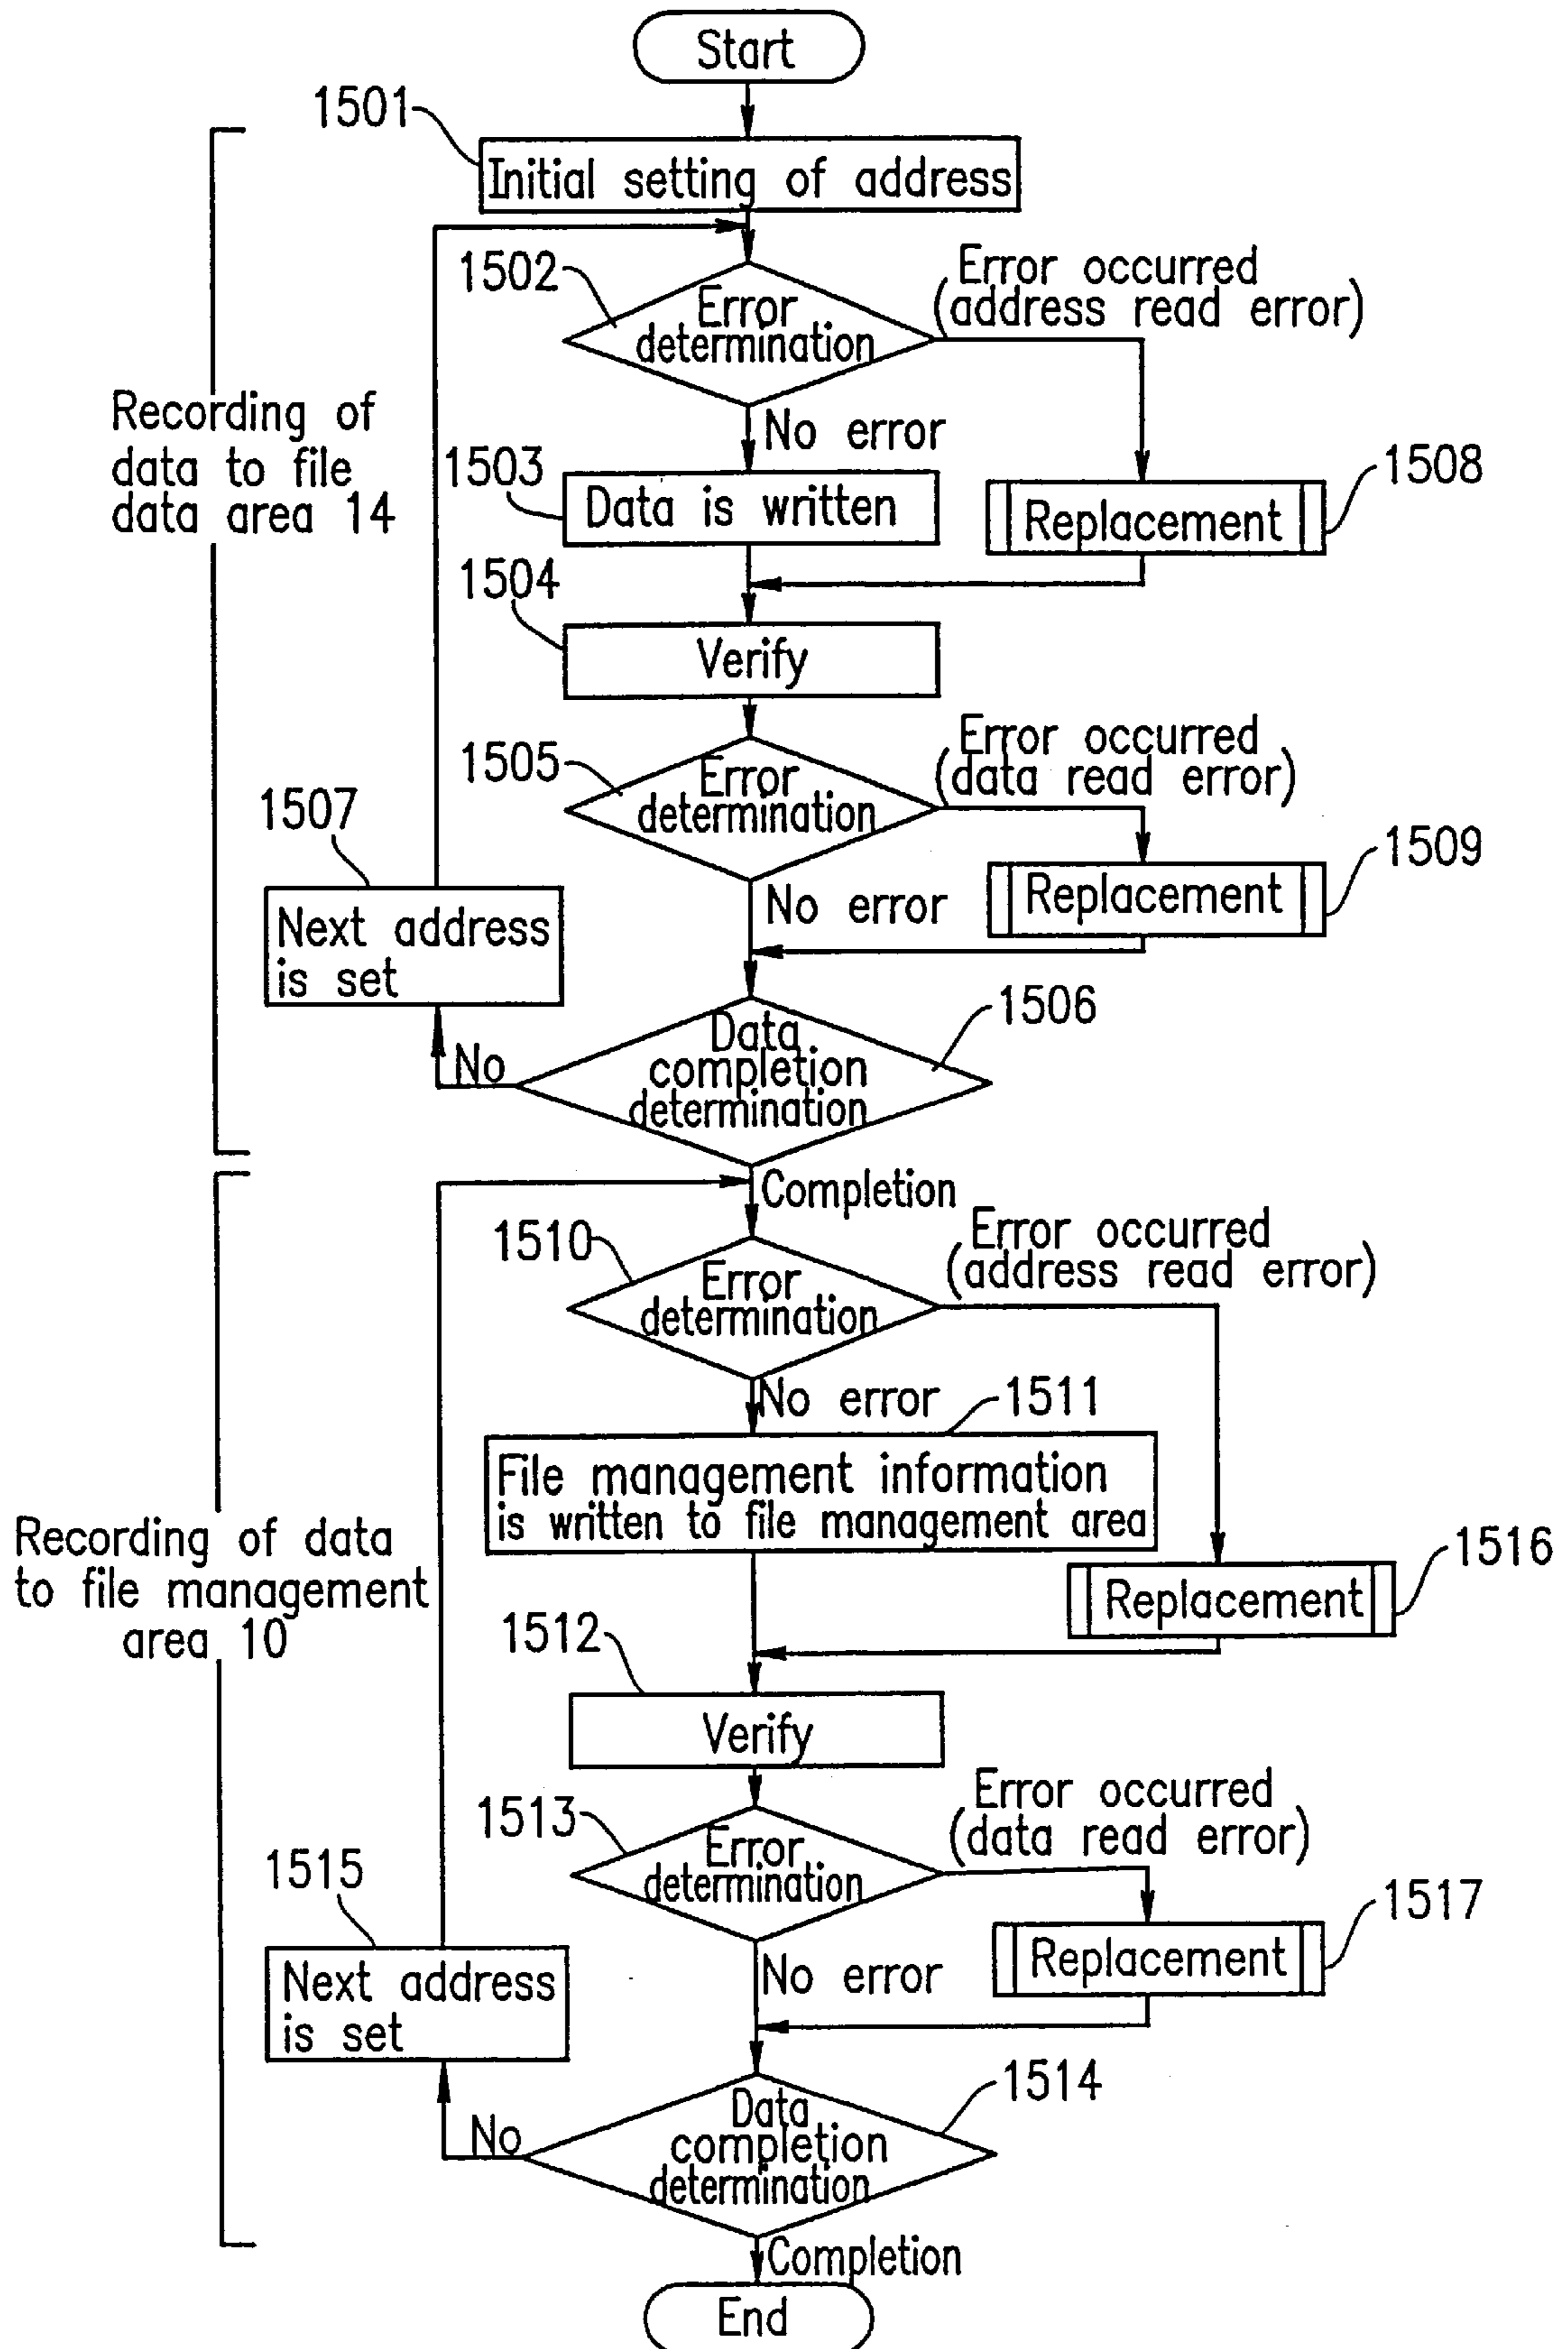 Start
1501
Initial setting of address
1502
Error
determination
Error occurred
(address read error)
No error
Recording of
data to file
data area 14
1503
Data is written
1508
Replacement
1504
Verify
1505
Error
determination
Error occurred
(data read error)
1507
Next address
is set
No error
1509
Replacement
1506
Data
completion
determination
No
Completion
1510
Error
determination
Error occurred
(address read error)
No error
1511
File management information
is written to file management area
Recording of data
to file management
area 10
1516
Replacement
1512
Verify
1513
Error
determination
Error occurred
(data read error)
1515
Next address
is set
No error
1517
Replacement
1514
Data
completion
determination
No
Completion
End